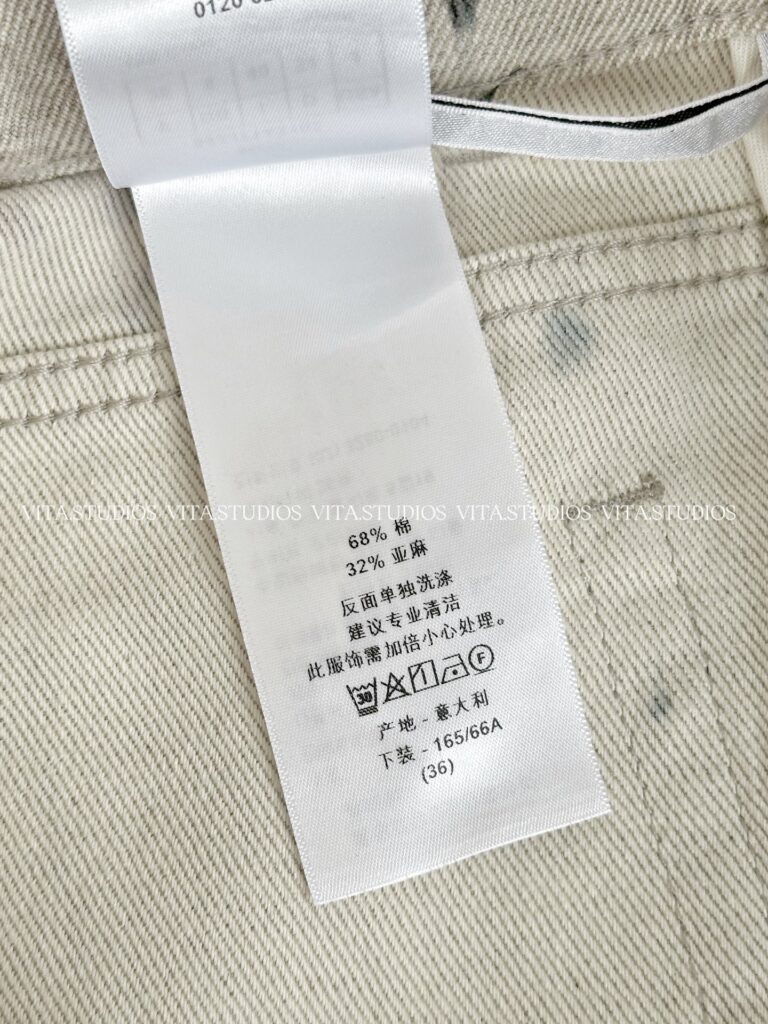 VITA.STUDIOS VITA.STUDIOS VITA.STUDIOS VITA.STUDIOS VITA.STUDIOS
68% 棉
32% 亚麻
反面单独洗涤
建议专业清洁
此服饰需加倍小心处理。
30 F
产地 - 意大利
下装 - 165/66A
(36)